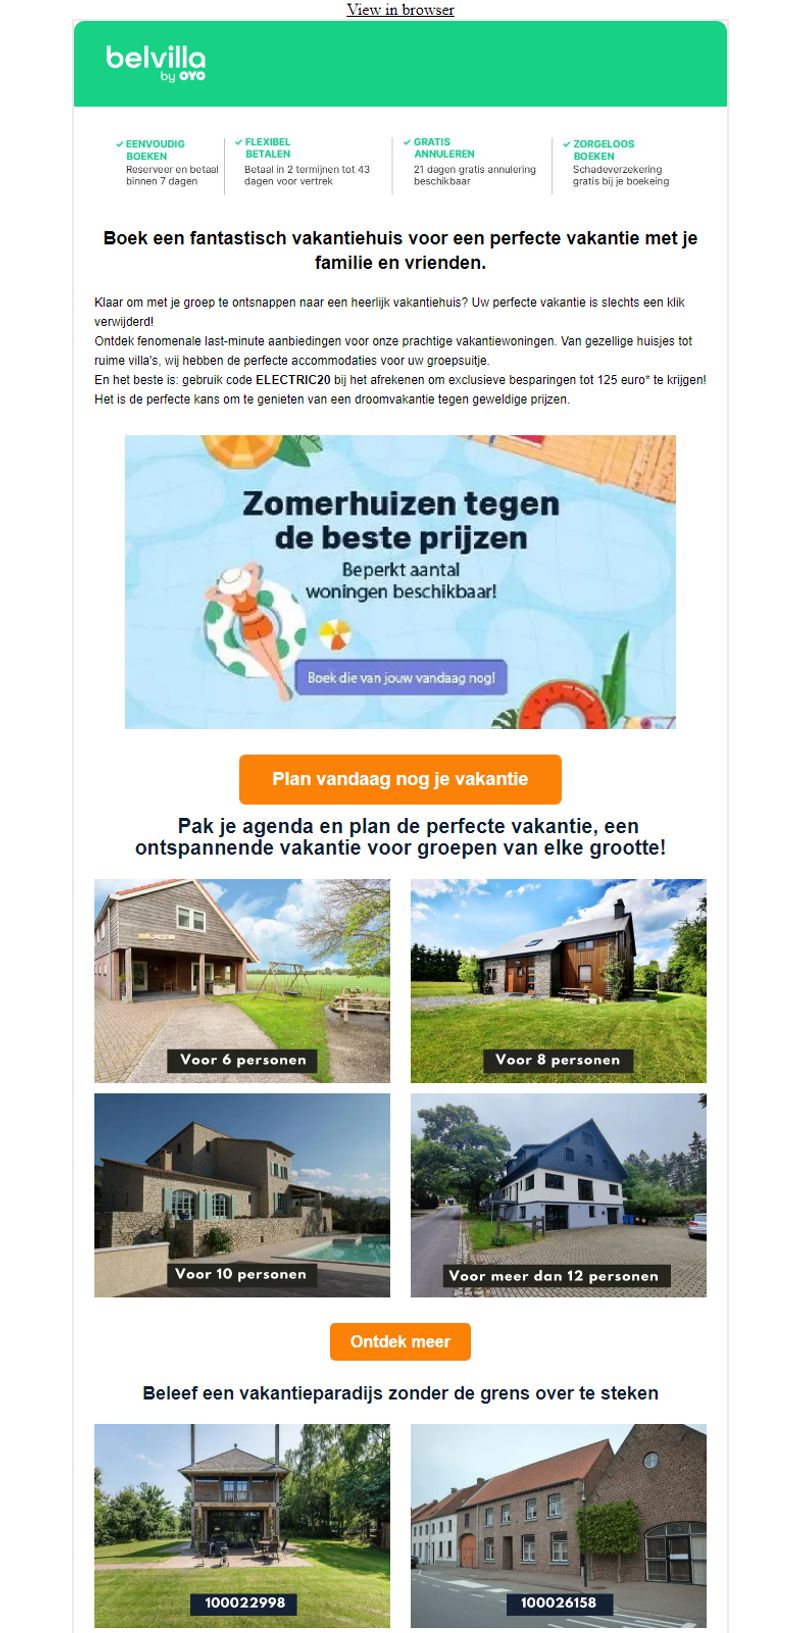 View in browser
belvilla
by OYO
EENVOUDIG
BOEKEN
Reserveer en betaal
binnen 7 dagen
FLEXIBEL
BETALEN
Betaal in 2 termijnen tot 43
dagen voor vertrek
GRATIS
ANNULEREN
21 dagen gratis annulering
beschikbaar
ZORGELOOS
BOEKEN
Schadeverzekering
gratis bij je boekeing
Boek een fantastisch vakantiehuis voor een perfecte vakantie met je
familie en vrienden.
Klaar om met je groep te ontsnappen naar een heerlijk vakantiehuis? Uw perfecte vakantie is slechts een klik
verwijderd!
Ontdek fenomenale last-minute aanbiedingen voor onze prachtige vakantiewoningen. Van gezellige huisjes tot
ruime villa's, wij hebben de perfecte accommodaties voor uw groepsuitje.
En het beste is: gebruik code ELECTRIC20 bij het afrekenen om exclusieve besparingen tot 125 euro* te krijgen!
Het is de perfecte kans om te genieten van een droomvakantie tegen geweldige prijzen.
Zomerhuizen tegen
de beste prijzen
Beperkt aantal
woningen beschikbaar!
Boek die van jouw vandaag nog!
Plan vandaag nog je vakantie
Pak je agenda en plan de perfecte vakantie, een
ontspannende vakantie voor groepen van elke grootte!
Voor 6 personen
Voor 8 personen
Voor 10 personen
Voor meer dan 12 personen
Ontdek meer
Beleef een vakantieparadijs zonder de grens over te steken
100022998
100026158